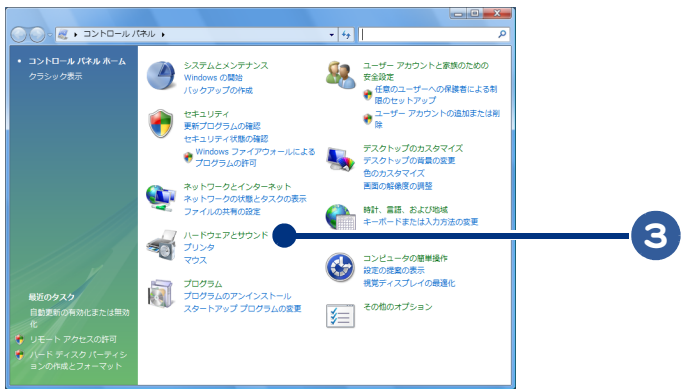 コントロール パネル
コントロール パネル ホーム
クラシック表示
システムとメンテナンス
Windows の開始
バックアップの作成
セキュリティ
更新プログラムの確認
セキュリティ状態の確認
Windows ファイアウォールによる
プログラムの許可
ネットワークとインターネット
ネットワークの状態とタスクの表示
ファイルの共有の設定
ハードウェアとサウンド
プリンタ
マウス
プログラム
プログラムのアンインストール
スタートアップ プログラムの変更
ユーザー アカウントと家族のための
安全設定
任意のユーザーへの保護者による制
限のセットアップ
ユーザー アカウントの追加または削
除
デスクトップのカスタマイズ
デスクトップの背景の変更
色のカスタマイズ
画面の解像度の調整
時計、言語、および地域
キーボードまたは入力方法の変更
コンピュータの簡単操作
設定の提案の表示
視覚ディスプレイの最適化
その他のオプション
最近のタスク
自動更新の有効化または無効
化
リモート アクセスの許可
ハード ディスク パーティシ
ョンの作成とフォーマット
3